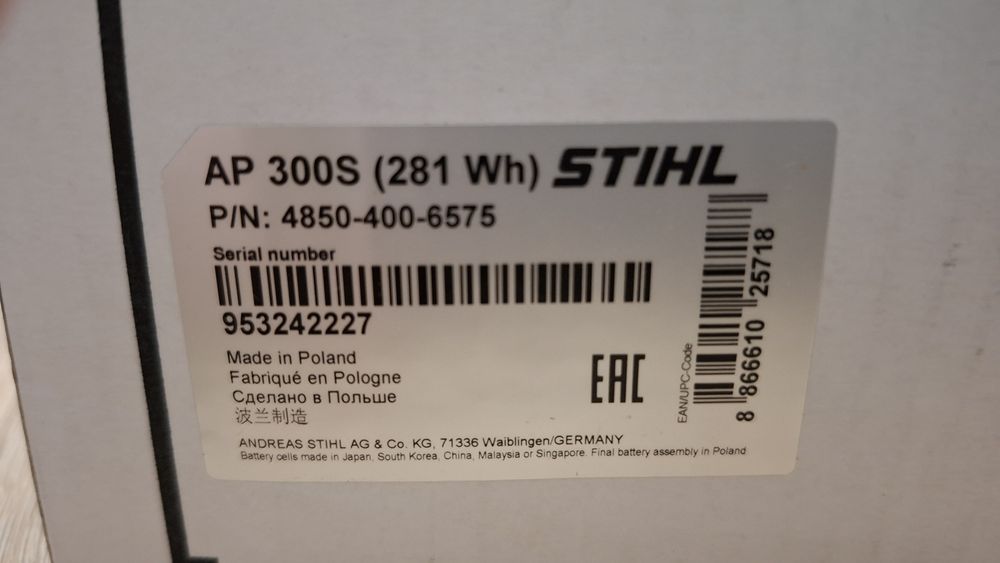 AP 300S (281 Wh) STIHL
P/N: 4850-400-6575
Serial number
953242227
Made in Poland
Fabriqué en Pologne
Сделано в Польше
波兰制造
EAC
EAN/UPC-Code
8 866610 25718
ANDREAS STIHL AG & Co. KG, 71336 Waiblingen/GERMANY
Battery cells made in Japan, South Korea, China, Malaysia or Singapore. Final battery assembly in Poland